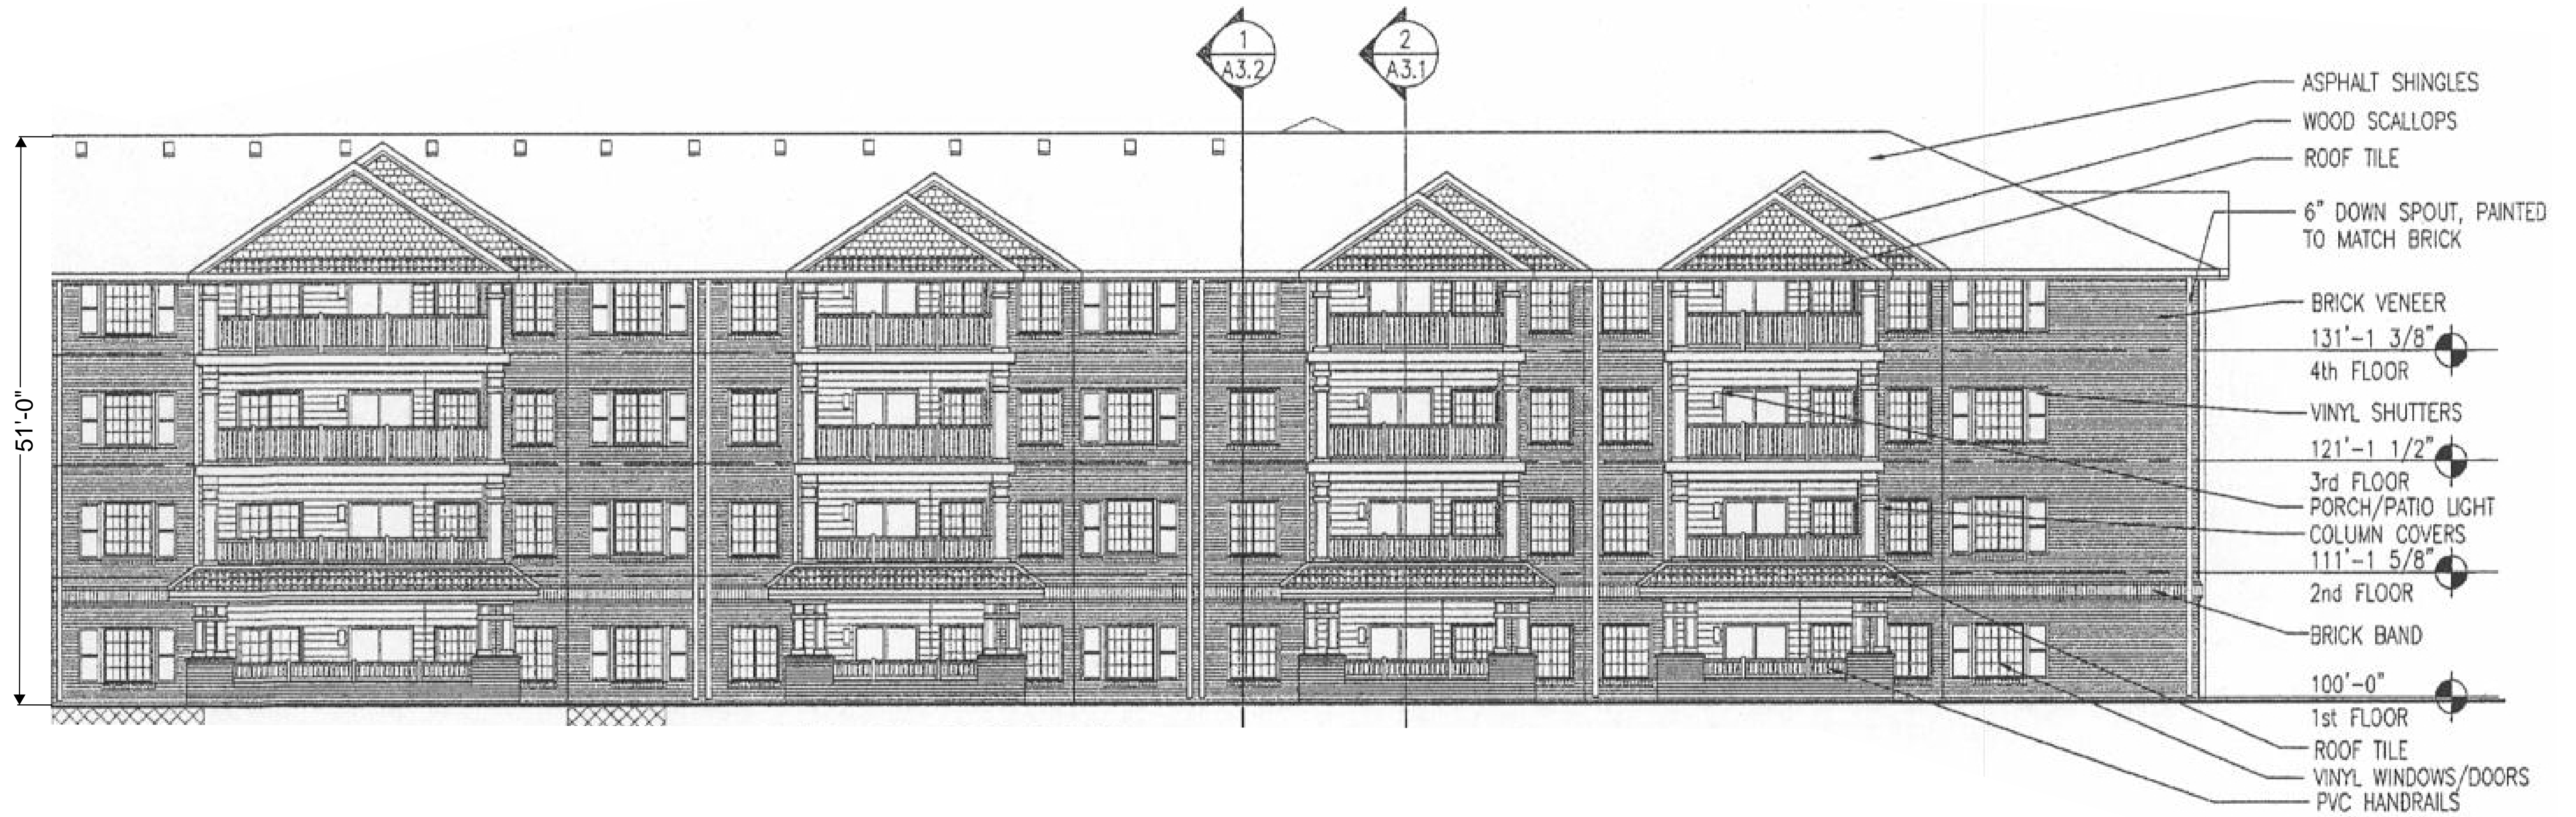 1
A3.2
2
A3.1
ASPHALT SHINGLES
WOOD SCALLOPS
ROOF TILE
6" DOWN SPOUT, PAINTED
TO MATCH BRICK
BRICK VENEER
131'-1 3/8"
4th FLOOR
51'-0"
VINYL SHUTTERS
121'-1 1/2"
3rd FLOOR
PORCH/PATIO LIGHT
COLUMN COVERS
111'-1 5/8"
2nd FLOOR
BRICK BAND
100'-0"
1st FLOOR
ROOF TILE
VINYL WINDOWS/DOORS
PVC HANDRAILS